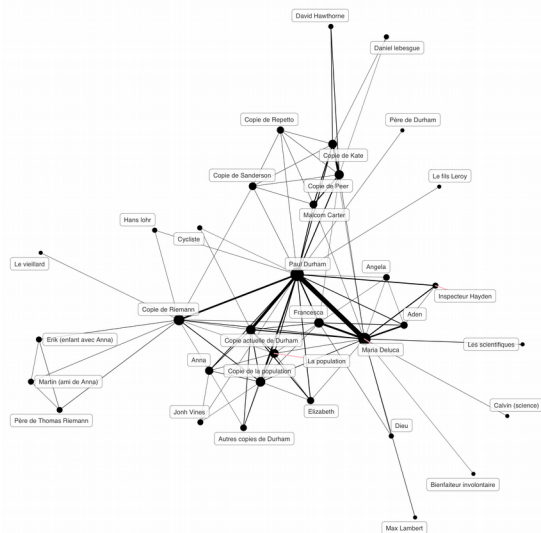 David Hawthorne
Daniel lebesgue
Copie de Repetto
Père de Durham
Copie de Kate
Copie de Sanderson
Copie de Peer
Le fils Leroy
Malcom Carter
Hans lohr
Cycliste
Le vieillard
Paul Durham
Angela
Inspecteur Hayden
Copie de Riemann
Francesca
Aden
Erik (enfant avec Anna)
Copie actuelle de Durham
Les scientifiques
Maria Deluca
Anna
La population
Copie de la population
Martin (ami de Anna)
Calvin (science)
Père de Thomas Riemann
Jonh Vines
Elizabeth
Dieu
Autres copies de Durham
Bienfaiteur involontaire
Max Lambert